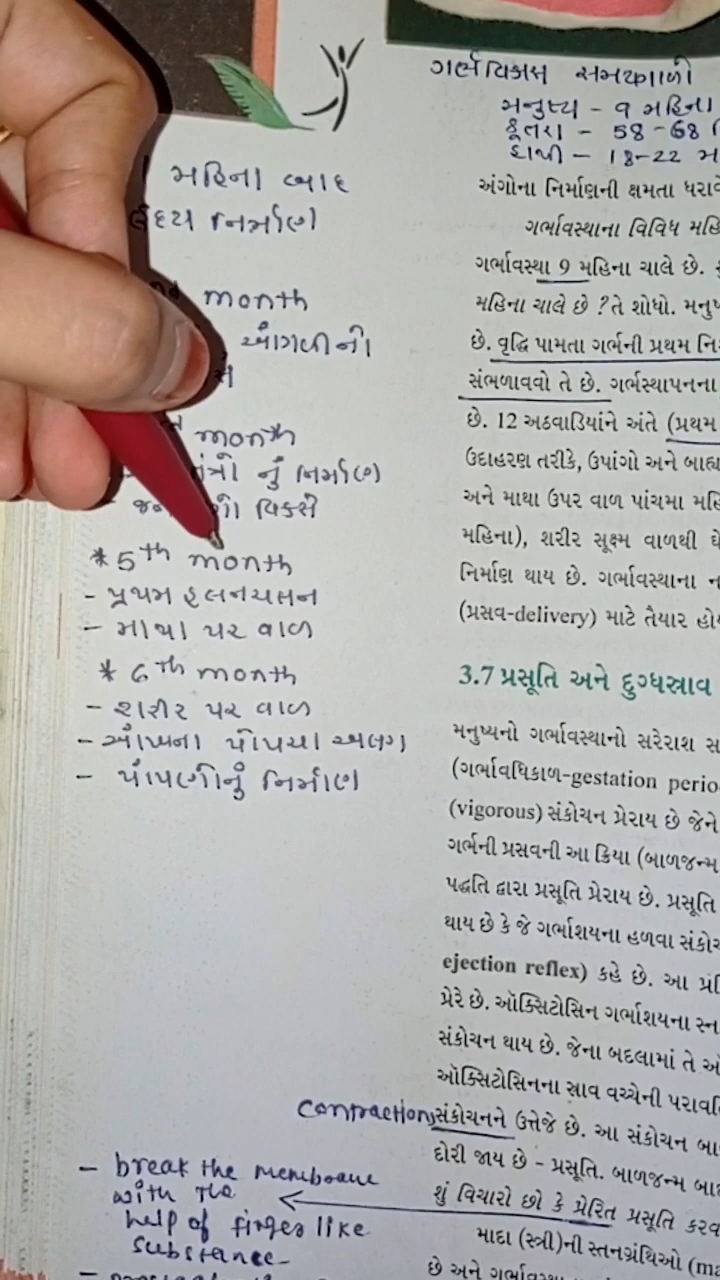 ગર્ભવિકાસ સમયગાળો
મનુષ્ય - ૧ મહિના
કૂતરા - 58-68
હાથી - 18-22
મહિના બાદ
હૃદય નિર્માણ
month
આંગળીનો
month
તંત્રો નું નિર્માણ
વિકસે
* 5th month
- પ્રથમ હલનચલન
- માથા પર વાળ
* 6th month
- શરીર પર વાળ
- આંખના પોપચા અલગ
- પાંપણોનું નિર્માણ
- break the membrane
with the
help of finger like
substance
અંગોના નિર્માણની ક્ષમતા ધરાવે
ગર્ભાવસ્થાના વિવિધ મહિ
ગર્ભાવસ્થા 9 મહિના ચાલે છે.
મહિના ચાલે છે ? તે શોધો. મનુષ
છે. વૃદ્ધિ પામતા ગર્ભની પ્રથમ નિ
સંભળાવવો તે છે. ગર્ભસ્થાપનના
છે. 12 અઠવાડિયાંને અંતે (પ્રથમ
ઉદાહરણ તરીકે, ઉપાંગો અને બાહ્ય
અને માથા ઉપર વાળ પાંચમા મહિ
મહિના), શરીર સૂક્ષ્મ વાળથી ઘે
નિર્માણ થાય છે. ગર્ભાવસ્થાના ન
(પ્રસવ-delivery) માટે તૈયાર હોય
3.7 પ્રસૂતિ અને દુગ્ધસ્રાવ
મનુષ્યનો ગર્ભાવસ્થાનો સરેરાશ સ
(ગર્ભાવધિકાળ-gestation perio
(vigorous) સંકોચન પ્રેરાય છે જેને
ગર્ભની પ્રસવની આ ક્રિયા (બાળજન્મ
પદ્ધતિ દ્વારા પ્રસૂતિ પ્રેરાય છે. પ્રસૂતિ
થાય છે કે જે ગર્ભાશયના હળવા સંકોચ
ejection reflex) કહે છે. આ પ્રતિ
પ્રેરે છે. ઑક્સિટોસિન ગર્ભાશયના સ્ના
સંકોચન થાય છે. જેના બદલામાં તે ઑ
ઑક્સિટોસિનના સ્રાવ વચ્ચેની પરાવર્તિ
contractions સંકોચનને ઉત્તેજે છે. આ સંકોચન બા
દોરી જાય છે - પ્રસૂતિ. બાળજન્મ બા
શું વિચારો છો કે પ્રેરિત પ્રસૂતિ કરવ
માદા (સ્ત્રી)ની સ્તનગ્રંથિઓ (ma
છે અને ગર્ભાવસ્થા